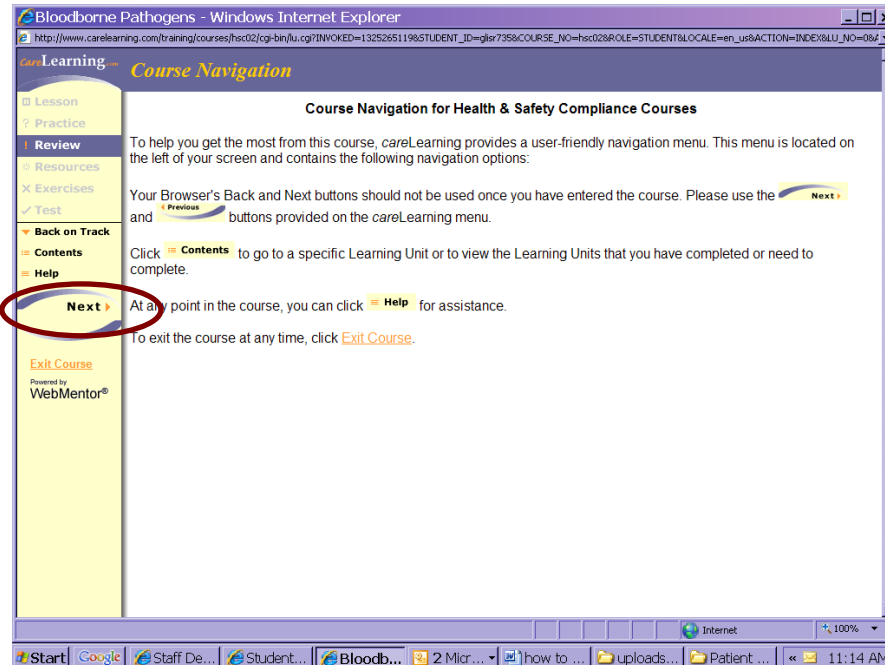 Bloodborne Pathogens - Windows Internet Explorer
http://www.carelearning.com/training/courses/hsc02/cgi-bin/lu.cgi?INVOKED=1325265119&STUDENT_ID=glisr735&COURSE_NO=hsc02&ROLE=STUDENT&LOCALE=en_us&ACTION=INDEX&LU_NO=0&
CareLearning.com
Course Navigation
Lesson
? Practice
! Review
Resources
X Exercises
✓ Test
Back on Track
Contents
Help
Next
Exit Course
Powered by
WebMentor®
Course Navigation for Health & Safety Compliance Courses
To help you get the most from this course, careLearning provides a user-friendly navigation menu. This menu is located on
the left of your screen and contains the following navigation options:
Your Browser's Back and Next buttons should not be used once you have entered the course. Please use the Next
and Previous buttons provided on the careLearning menu.
Click Contents to go to a specific Learning Unit or to view the Learning Units that you have completed or need to
complete.
At any point in the course, you can click Help for assistance.
To exit the course at any time, click Exit Course.
Internet
100%
Start Google Staff De... Student... Bloodb... 2 Micr... how to ... uploads... Patient ... « 11:14 AM